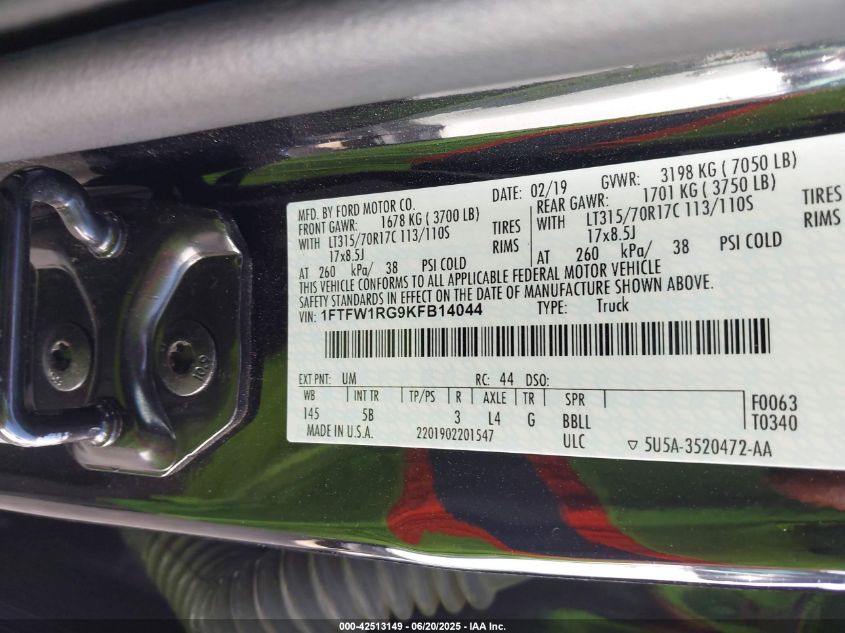 MFD. BY FORD MOTOR CO. DATE: 02/19 GVWR: 3198 KG ( 7050 LB)
FRONT GAWR: 1678 KG ( 3700 LB) REAR GAWR: 1701 KG ( 3750 LB)
WITH LT315/70R17C 113/110S TIRES WITH LT315/70R17C 113/110S TIRES
17x8.5J RIMS 17x8.5J RIMS
AT 260 kPa/ 38 PSI COLD AT 260 kPa/ 38 PSI COLD
THIS VEHICLE CONFORMS TO ALL APPLICABLE FEDERAL MOTOR VEHICLE
SAFETY STANDARDS IN EFFECT ON THE DATE OF MANUFACTURE SHOWN ABOVE.
VIN: 1FTFW1RG9KFB14044 TYPE: Truck
EXT PNT: UM RC: 44 DSO:
WB INT TR TP/PS R AXLE TR SPR F0063
145 5B 3 L4 G BBLL T0340
MADE IN U.S.A. 2201902201547 ULC ▽ 5U5A-3520472-AA
10.9
000-42513149 - 06/20/2025 - IAA Inc.